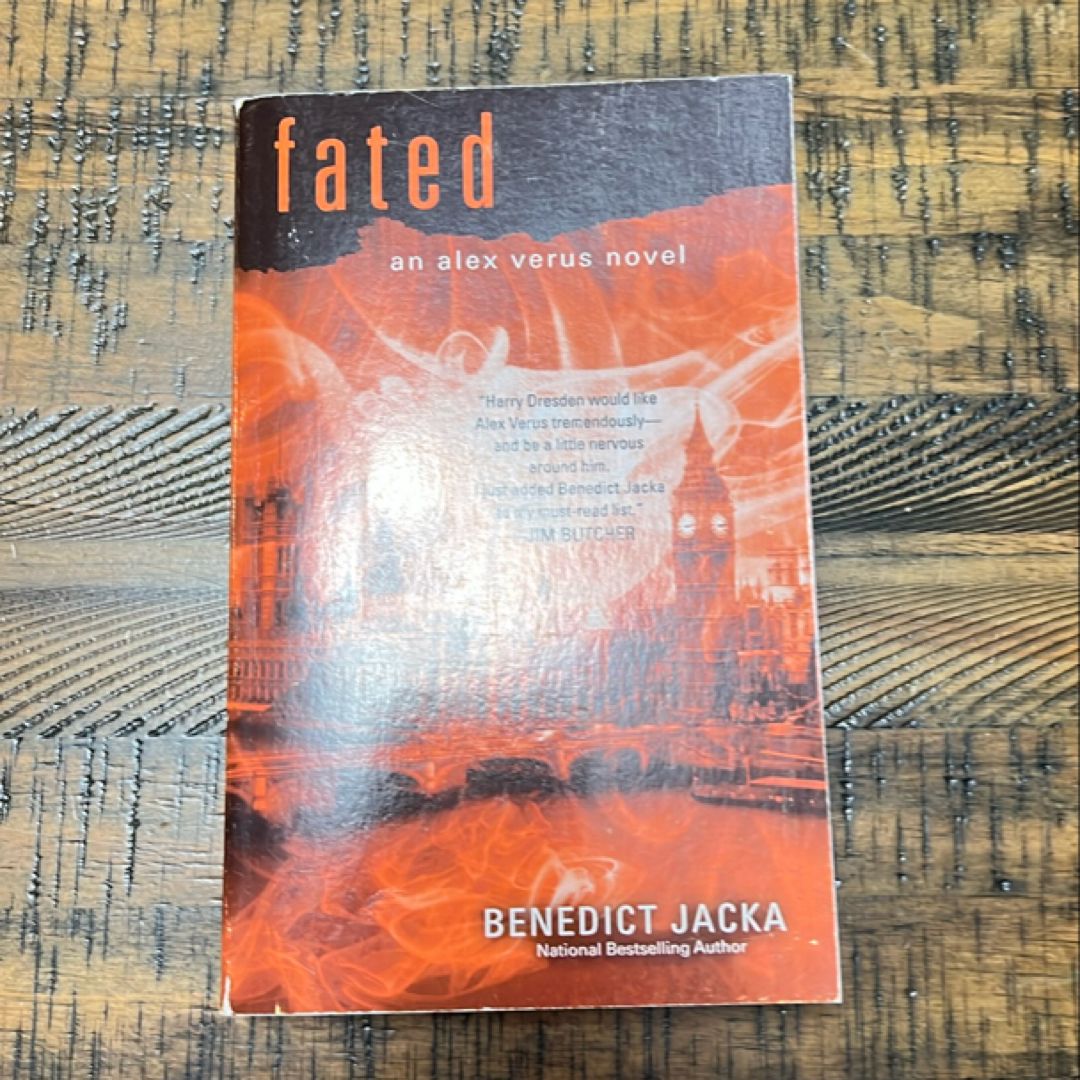 fated
an alex verus novel
"Harry Dresden would like
Alex Verus tremendously—
and be a little nervous
around him.
I just added Benedict Jacka
to my must-read list."
—JIM BUTCHER
BENEDICT JACKA
National Bestselling Author